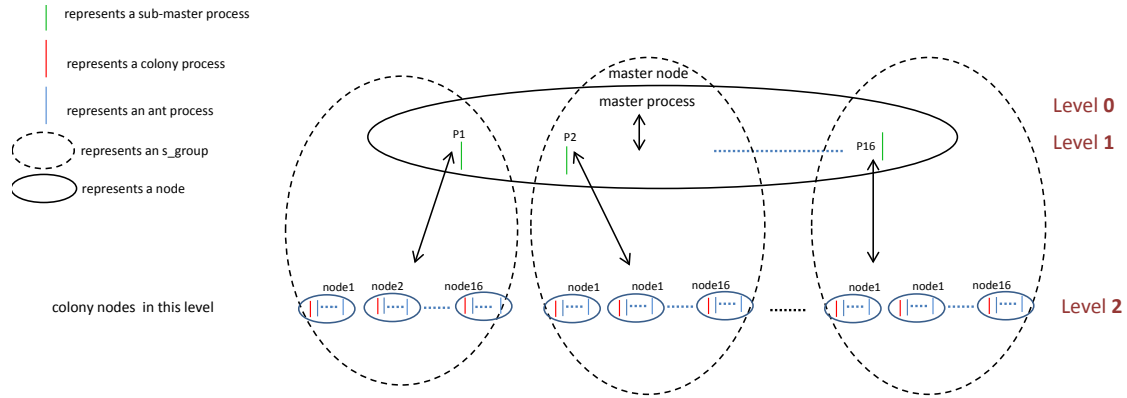 represents a sub-master process
represents a colony process
represents an ant process
represents an s_group
represents a node
master node
master process
Level 0
Level 1
P1
P2
P16
node1
node2
node16
node1
node1
node16
node1
node1
node16
colony nodes in this level
Level 2